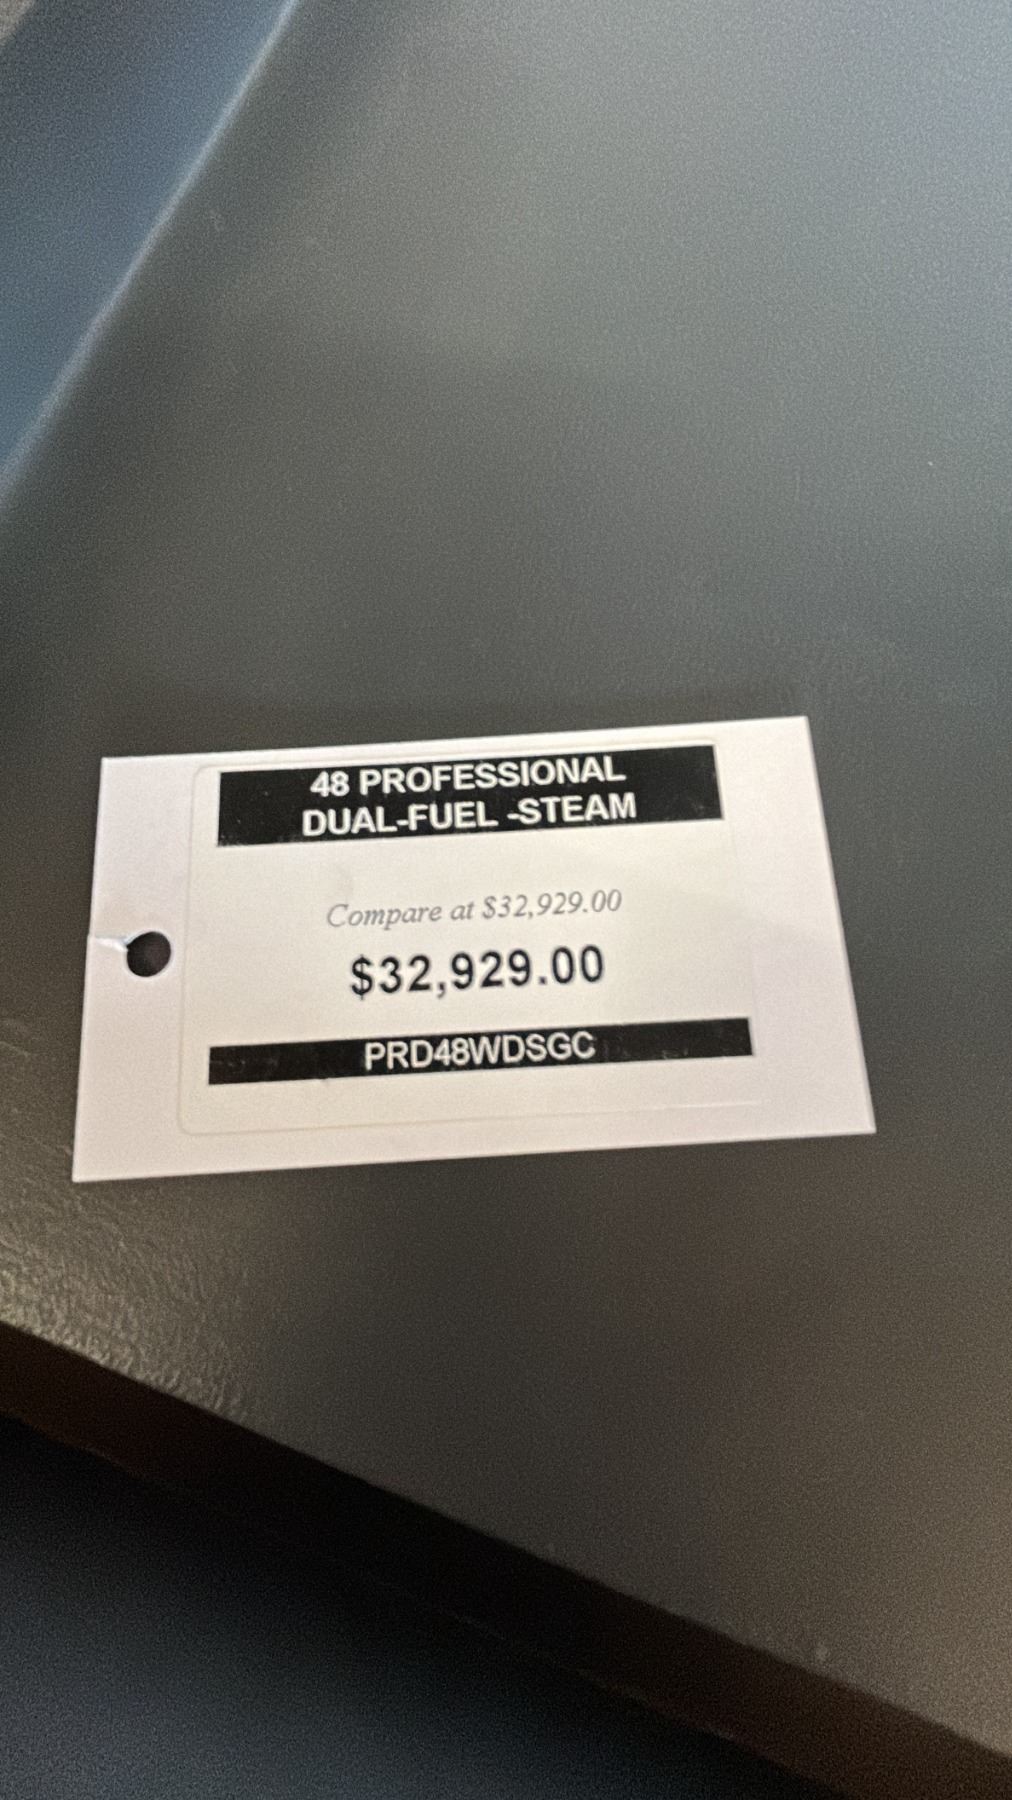 48 PROFESSIONAL
DUAL-FUEL -STEAM
Compare at $32,929.00
$32,929.00
PRD48WDSGC